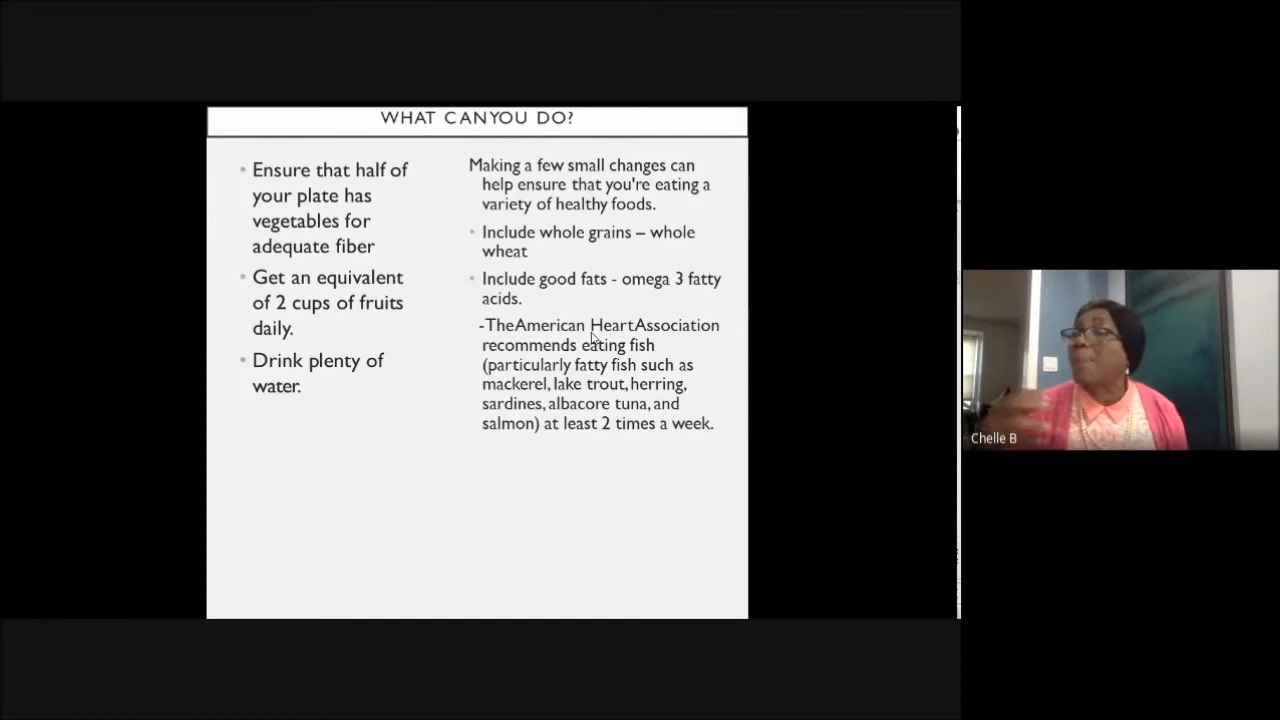 WHAT CANYOU DO?
• Ensure that half of
your plate has
vegetables for
adequate fiber
• Get an equivalent
of 2 cups of fruits
daily.
• Drink plenty of
water.
Making a few small changes can
help ensure that you're eating a
variety of healthy foods.
• Include whole grains – whole
wheat
• Include good fats - omega 3 fatty
acids.
-TheAmerican HeartAssociation
recommends eating fish
(particularly fatty fish such as
mackerel, lake trout, herring,
sardines, albacore tuna, and
salmon) at least 2 times a week.
Chelle B